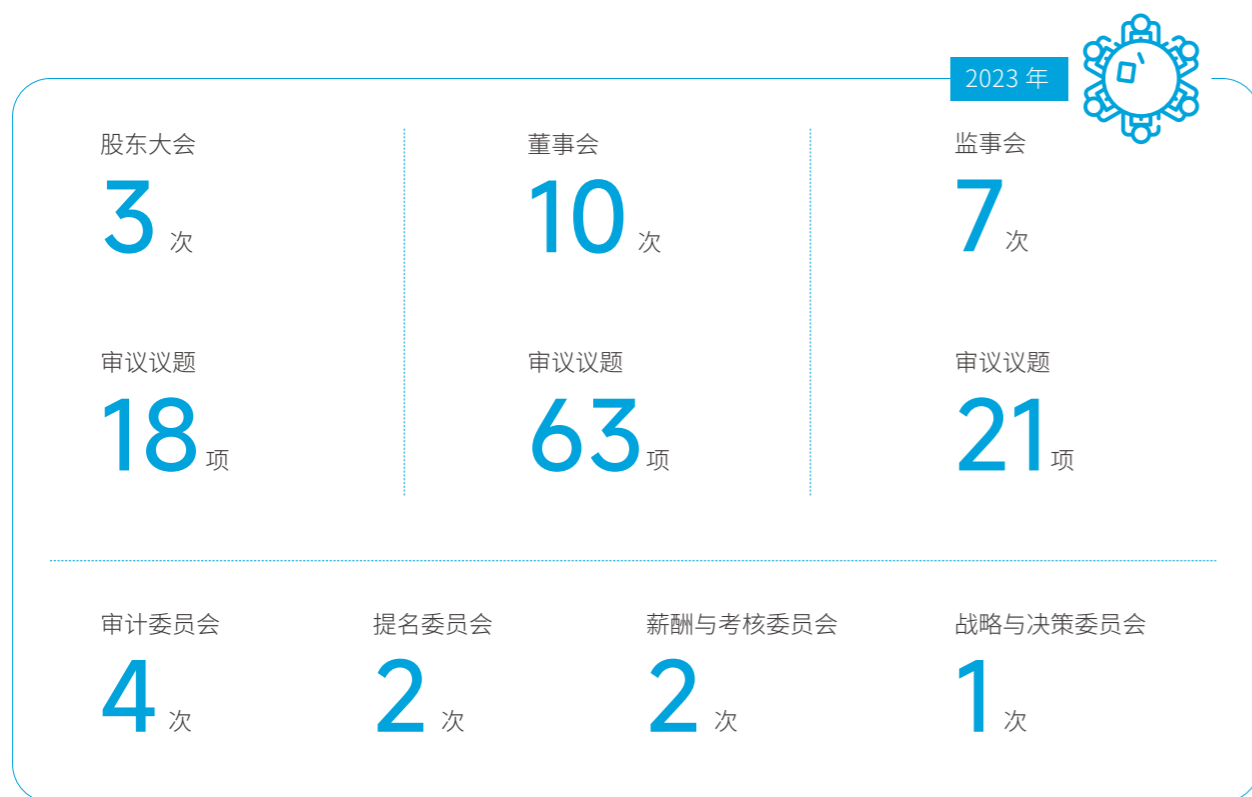 2023 年
股东大会
3 次
审议议题
18 项
董事会
10 次
审议议题
63 项
监事会
7 次
审议议题
21 项
审计委员会
4 次
提名委员会
2 次
薪酬与考核委员会
2 次
战略与决策委员会
1 次